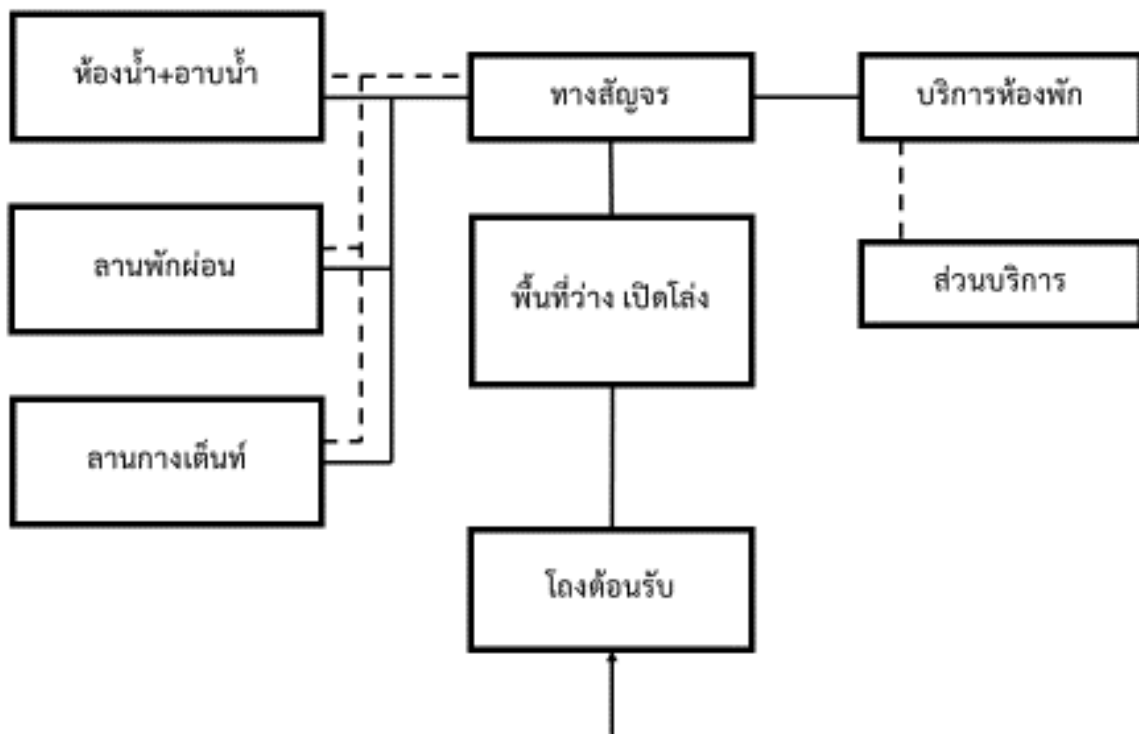 ห้องน้ำ+อาบน้ำ
ทางสัญจร
บริการห้องพัก
ลานพักผ่อน
พื้นที่ว่าง เปิดโล่ง
ส่วนบริการ
ลานกางเต็นท์
โถงต้อนรับ